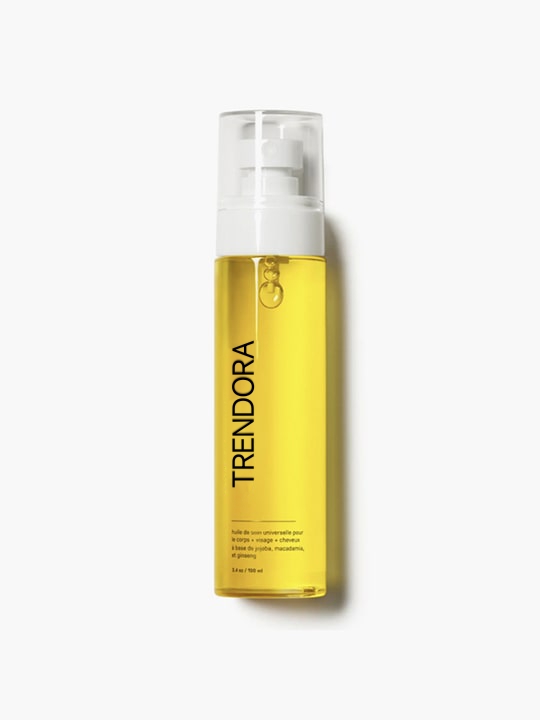 TRENDORA
huile de soin universelle pour
le corps + visage + cheveux
à base de jojoba, macadamia,
et ginseng
3.4 oz / 100 ml